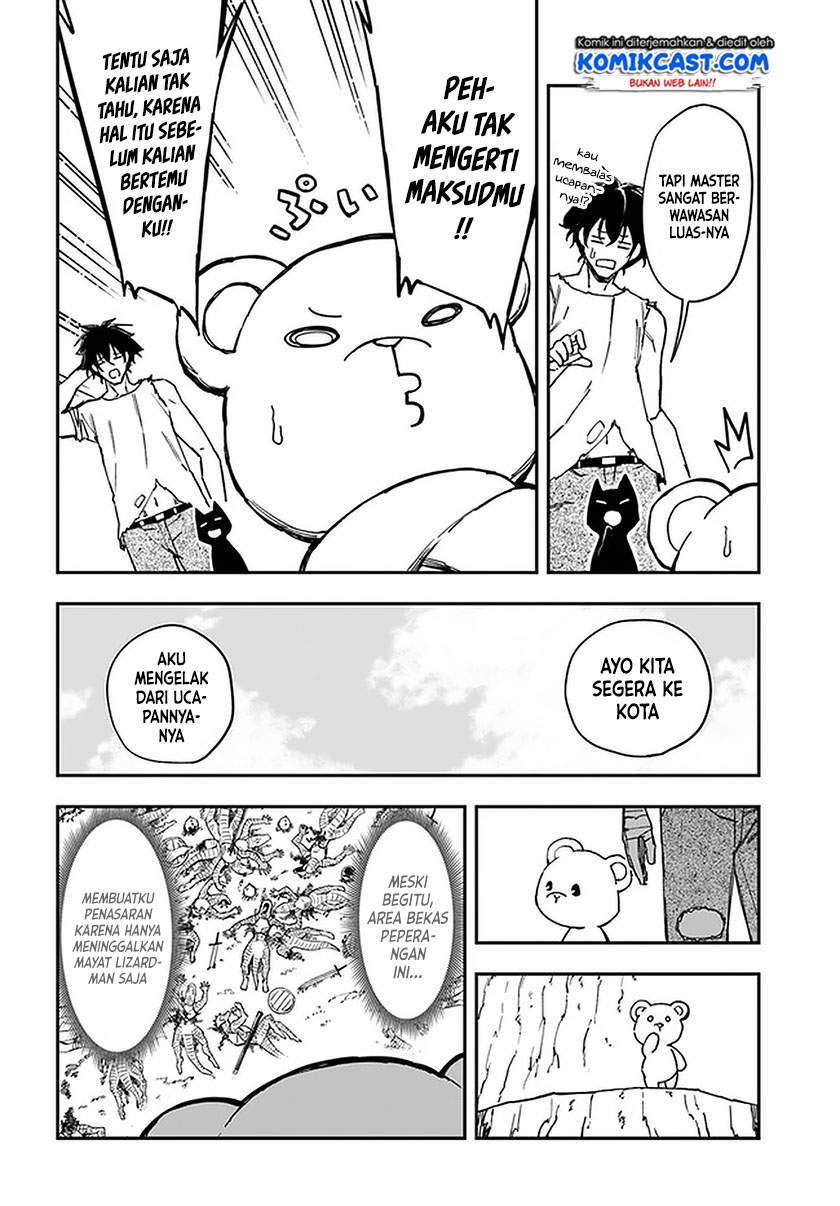 Komik ini diterjemahkan & diedit oleh
KOMIKCAST.COM
BUKAN WEB LAIN!!
TAPI MASTER
SANGAT BER-
WAWASAN
LUAS-NYA
kau
membalas
ucapan-
nya!?
PEH-
AKU TAK
MENGERTI
MAKSUDMU
!!
ぷい
TENTU SAJA
KALIAN TAK
TAHU, KARENA
HAL ITU SEBE-
LUM KALIAN
BERTEMU
DENGAN-
KU!!
AYO KITA
SEGERA KE
KOTA
AKU
MENGELAK
DARI UCA-
PANNYA-
NYA
MESKI
BEGITU,
AREA BEKAS
PEPERA-
NGAN
INI...
MEMBUATKU
PENASARAN
KARENA HANYA
MENINGGALKAN
MAYAT LIZARD-
MAN SAJA